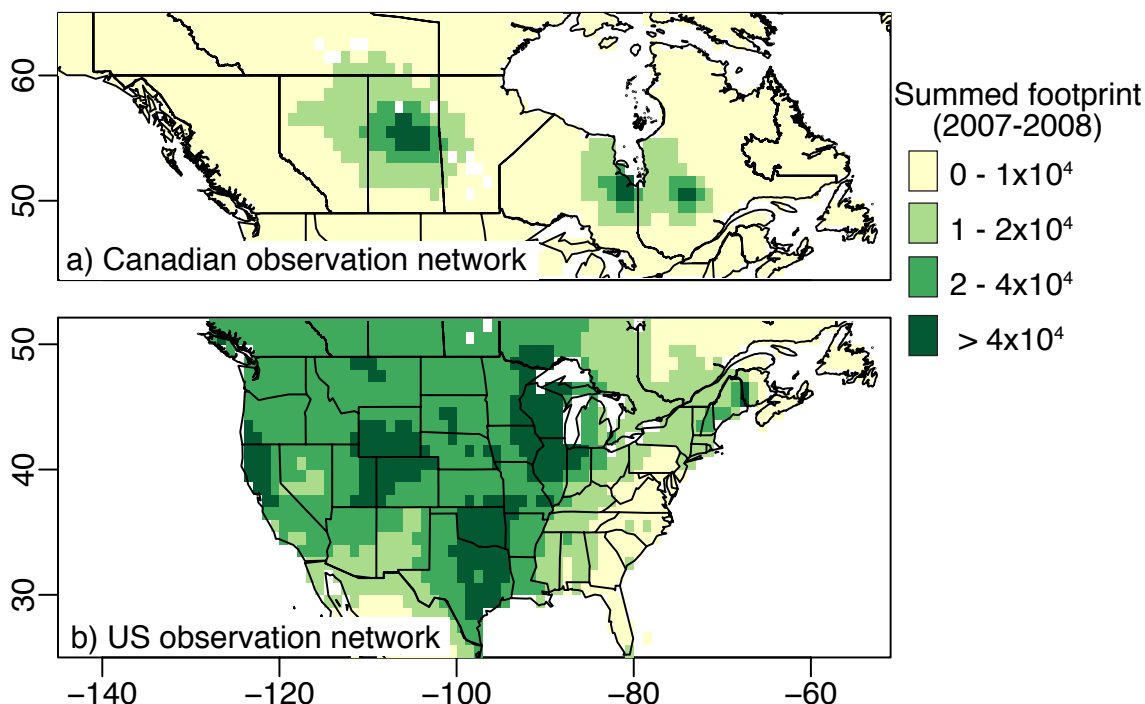 60
50
a) Canadian observation network
Summed footprint
(2007-2008)
0 - 1x10⁴
1 - 2x10⁴
2 - 4x10⁴
> 4x10⁴
50
40
30
b) US observation network
−140
−120
−100
−80
−60